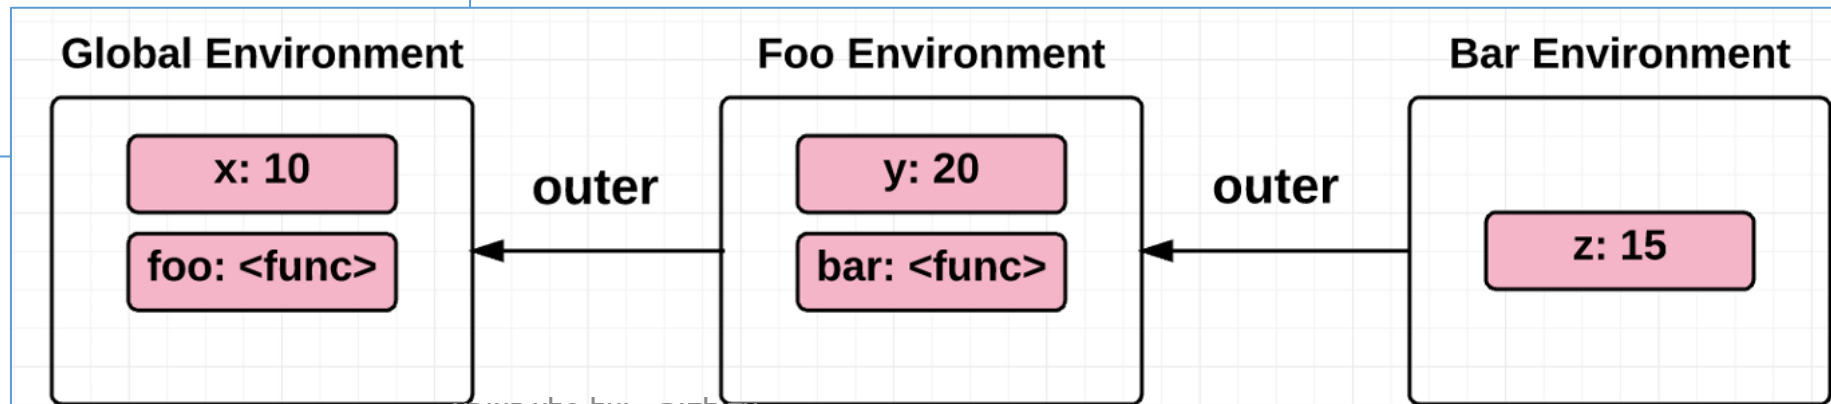 Global Environment
Foo Environment
Bar Environment
x: 10
foo: <func>
outer
y: 20
bar: <func>
outer
z: 15